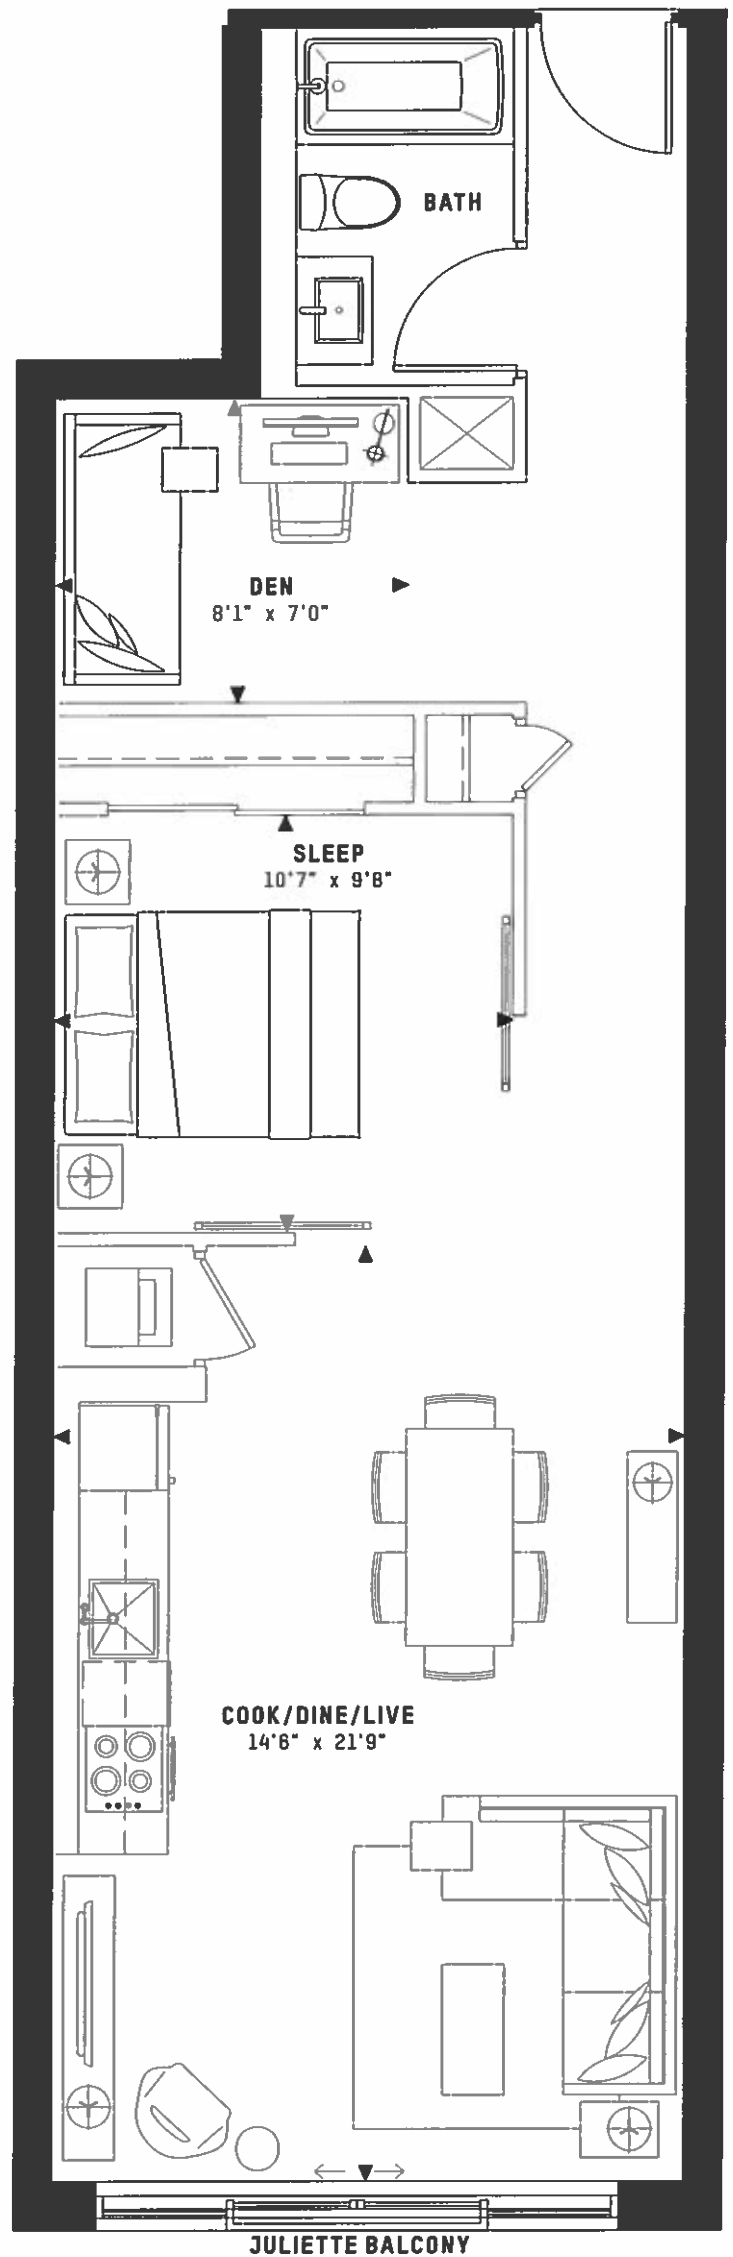 BATH
DEN
8'1" x 7'0"
SLEEP
10'7" x 9'8"
COOK/DINE/LIVE
14'6" x 21'9"
JULIETTE BALCONY